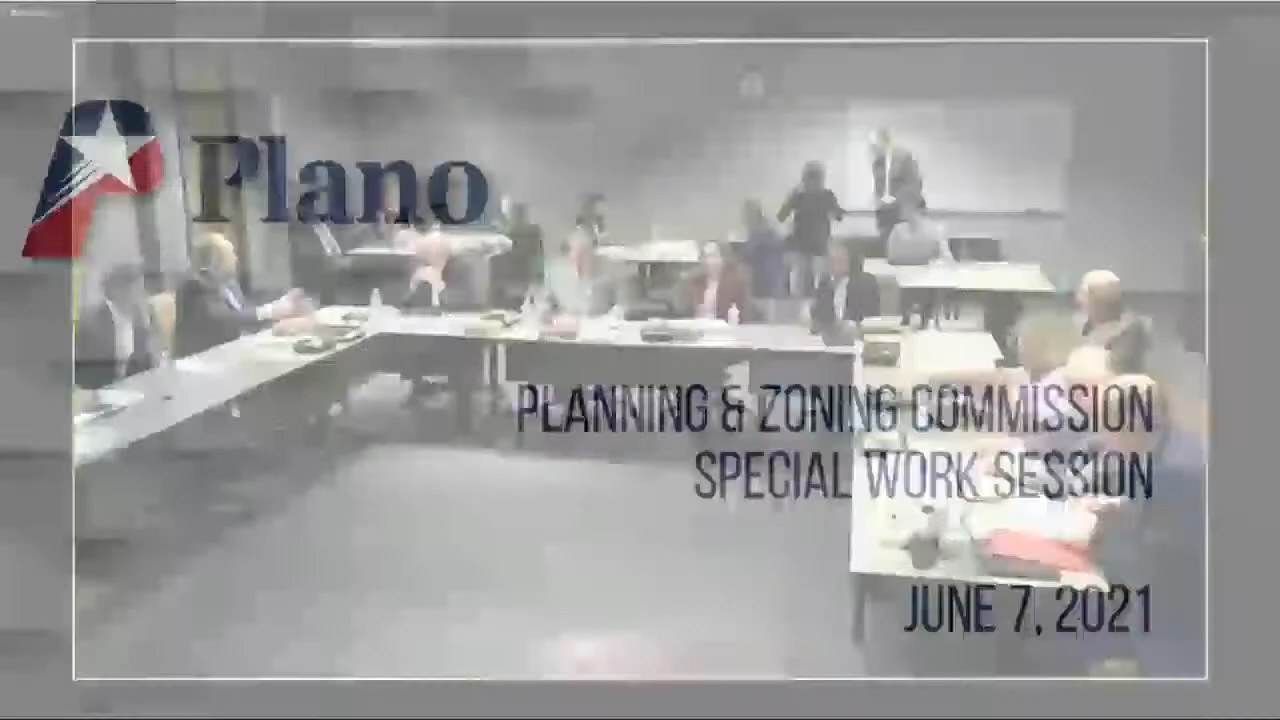 Plano
PLANNING & ZONING COMMISSION
SPECIAL WORK SESSION
JUNE 7, 2021